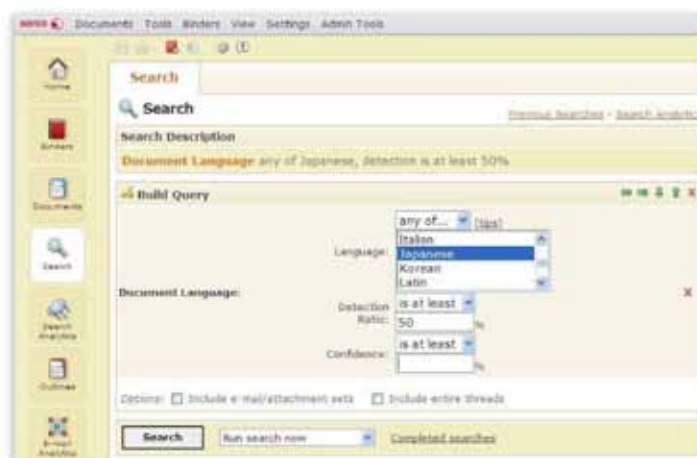 xerox Documents Tools Binders View Settings Admin Tools
Home
Search
Search
Previous Searches - Search Analytic
Binders
Search Description
Document Language any of Japanese, detection is at least 50%
Documents
Build Query
any of... [tips]
Search
Language:
Italian
Japanese
Korean
Latin
Document Language:
Search Analytics
Detection Ratio:
is at least
50 %
Outlines
Confidence:
is at least
%
Options: Include e-mail/attachment sets Include entire threads
E-mail Analytics
Search Run search now Completed searches